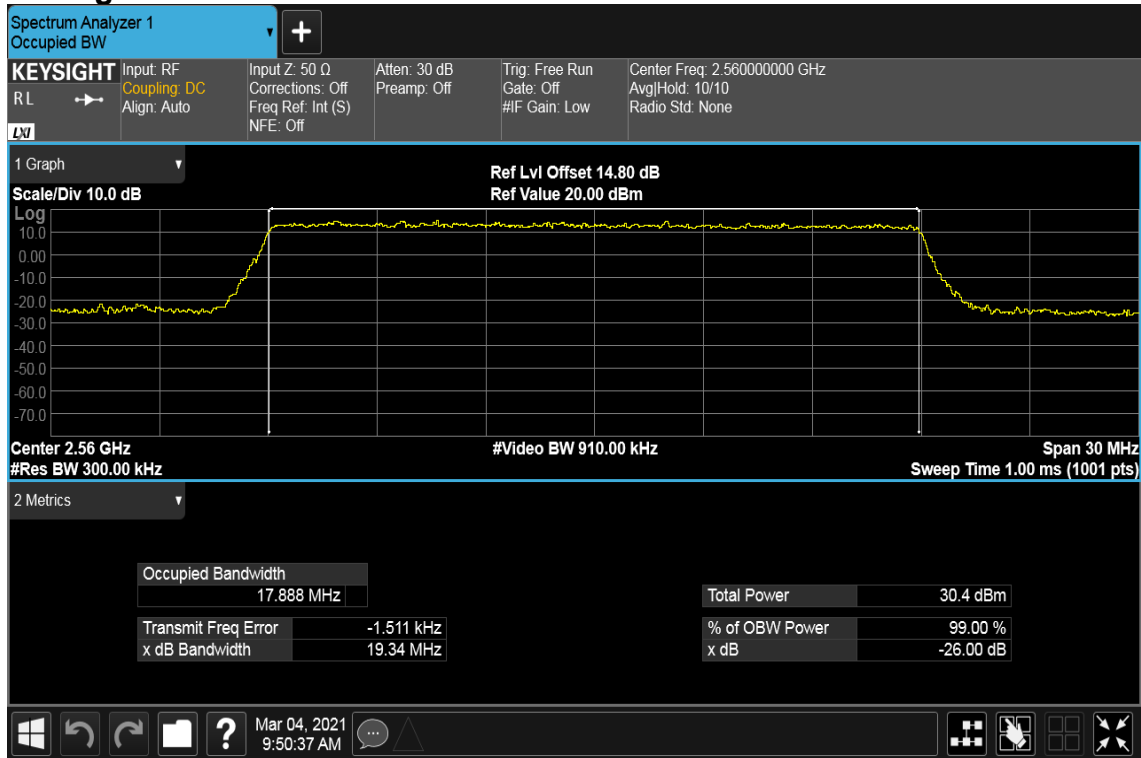 Spectrum Analyzer 1
Occupied BW
+
KEYSIGHT
RL
LXI
Input: RF
Coupling: DC
Align: Auto
Input Z: 50 Ω
Corrections: Off
Freq Ref: Int (S)
NFE: Off
Atten: 30 dB
Preamp: Off
Trig: Free Run
Gate: Off
#IF Gain: Low
Center Freq: 2.560000000 GHz
Avg|Hold: 10/10
Radio Std: None
1 Graph
Scale/Div 10.0 dB
Ref Lvl Offset 14.80 dB
Ref Value 20.00 dBm
Log
10.0
0.00
-10.0
-20.0
-30.0
-40.0
-50.0
-60.0
-70.0
Center 2.56 GHz
#Video BW 910.00 kHz
Span 30 MHz
#Res BW 300.00 kHz
Sweep Time 1.00 ms (1001 pts)
2 Metrics
Occupied Bandwidth
17.888 MHz
Total Power 30.4 dBm
Transmit Freq Error -1.511 kHz
% of OBW Power 99.00 %
x dB Bandwidth 19.34 MHz
x dB -26.00 dB
?
Mar 04, 2021
9:50:37 AM